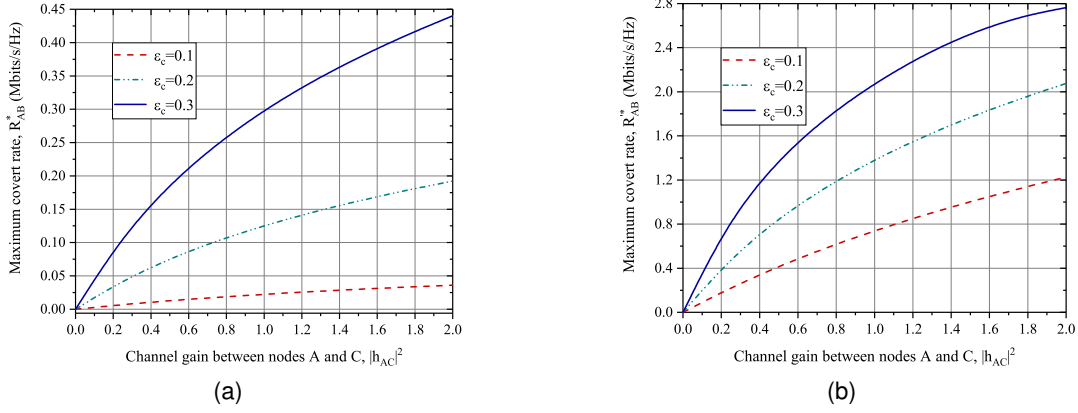 0.45
0.40
0.35
0.30
0.25
0.20
0.15
0.10
0.05
0.00
Maximum covert rate, R*AB (Mbits/s/Hz)
εc=0.1
εc=0.2
εc=0.3
0.0 0.2 0.4 0.6 0.8 1.0 1.2 1.4 1.6 1.8 2.0
Channel gain between nodes A and C, |hAC|²
(a)
2.8
2.4
2.0
1.6
1.2
0.8
0.4
0.0
Maximum covert rate, R'*AB (Mbits/s/Hz)
εc=0.1
εc=0.2
εc=0.3
0.0 0.2 0.4 0.6 0.8 1.0 1.2 1.4 1.6 1.8 2.0
Channel gain between nodes A and C, |hAC|²
(b)